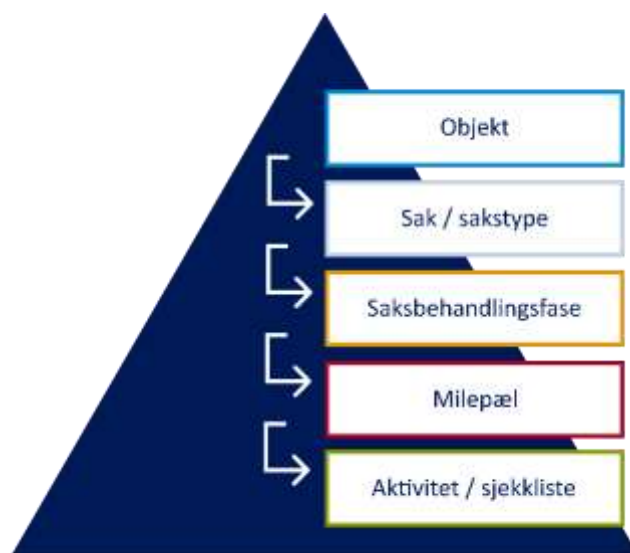 Objekt
Sak / sakstype
Saksbehandlingsfase
Milepæl
Aktivitet / sjekkliste